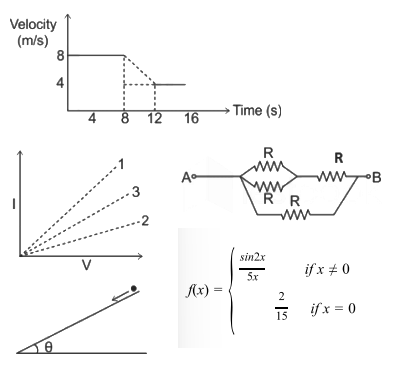 Velocity
(m/s)
8
4
4 8 12 16
Time (s)
I
V
1
3
2
A
R
R
R
R
B
θ
f(x) = { sin2x/5x if x ≠ 0
2/15 if x = 0